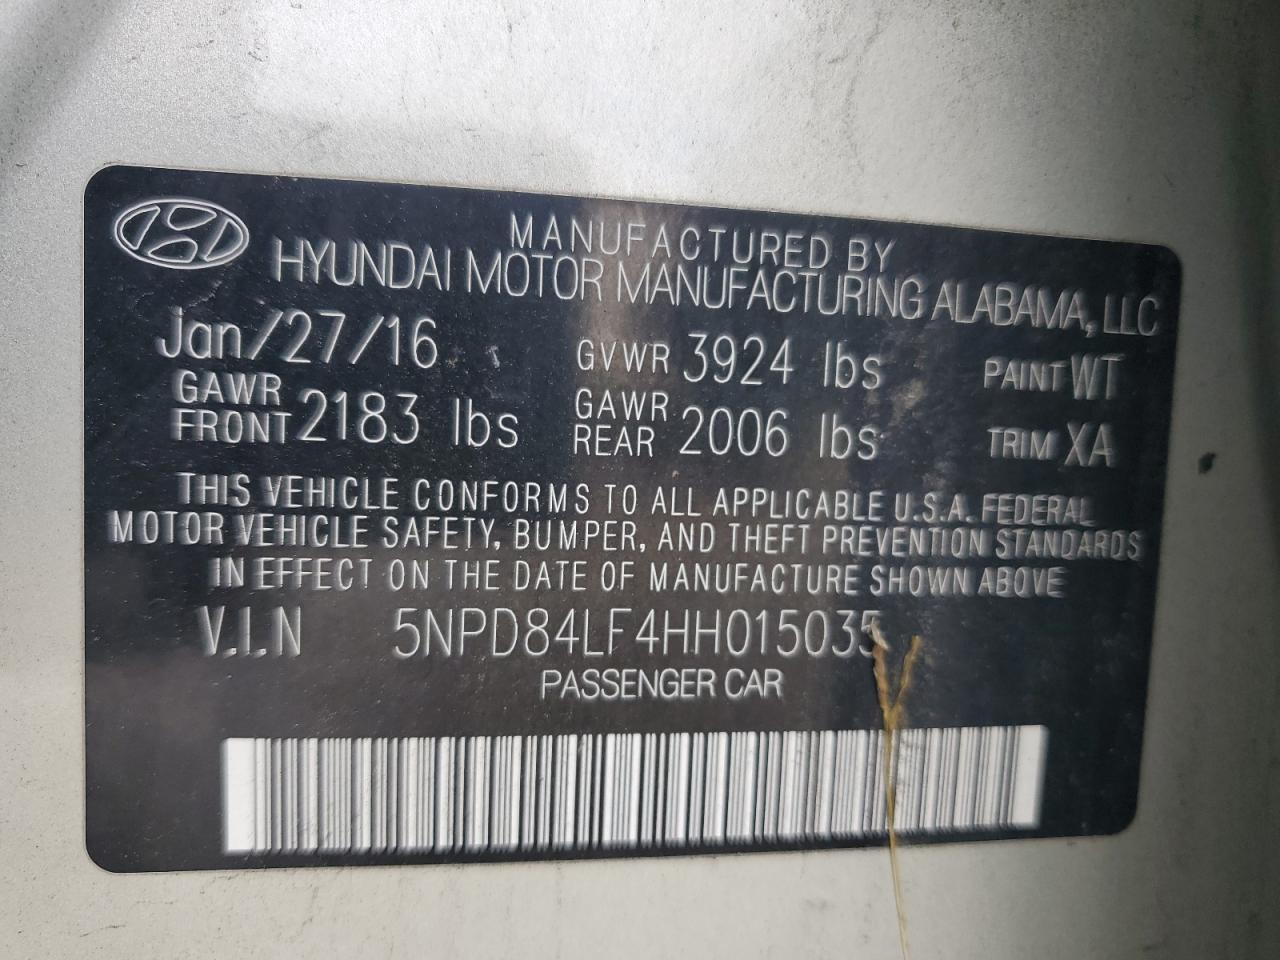 MANUFACTURED BY
HYUNDAI MOTOR MANUFACTURING ALABAMA, LLC
Jan/27/16 GVWR 3924 lbs PAINT WT
GAWR FRONT 2183 lbs GAWR REAR 2006 lbs TRIM XA
THIS VEHICLE CONFORMS TO ALL APPLICABLE U.S.A. FEDERAL
MOTOR VEHICLE SAFETY, BUMPER, AND THEFT PREVENTION STANDARDS
IN EFFECT ON THE DATE OF MANUFACTURE SHOWN ABOVE
V.I.N 5NPD84LF4HH015035
PASSENGER CAR